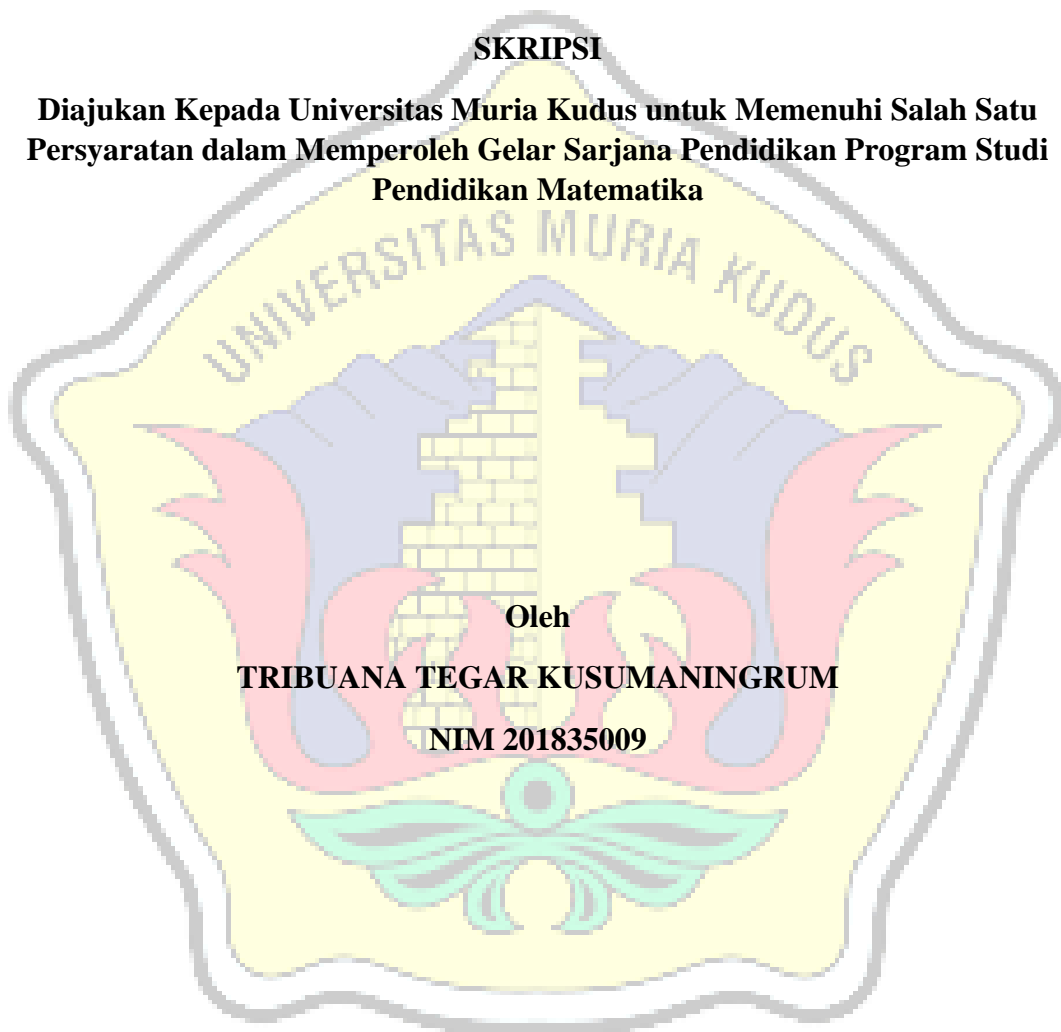 SKRIPSI
Diajukan Kepada Universitas Muria Kudus untuk Memenuhi Salah Satu
Persyaratan dalam Memperoleh Gelar Sarjana Pendidikan Program Studi
Pendidikan Matematika
UNIVERSITAS MURIA KUDUS
Oleh
TRIBUANA TEGAR KUSUMANINGRUM
NIM 201835009